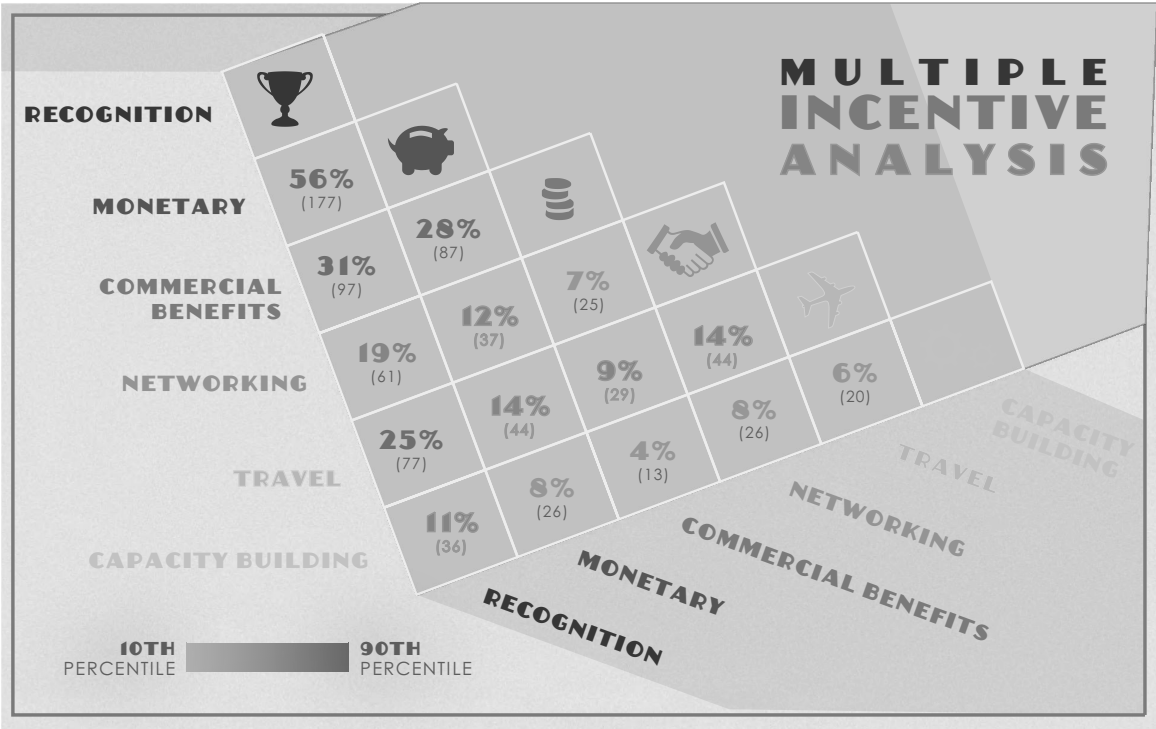 MULTIPLE
INCENTIVE
ANALYSIS
RECOGNITION
MONETARY
56%
(177)
COMMERCIAL
BENEFITS
31%
(97)
28%
(87)
NETWORKING
19%
(61)
12%
(37)
7%
(25)
TRAVEL
25%
(77)
14%
(44)
9%
(29)
14%
(44)
CAPACITY BUILDING
11%
(36)
8%
(26)
4%
(13)
8%
(26)
6%
(20)
RECOGNITION
MONETARY
COMMERCIAL BENEFITS
NETWORKING
TRAVEL
CAPACITY
BUILDING
10TH
PERCENTILE
90TH
PERCENTILE